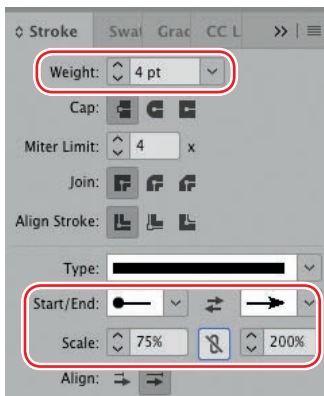 Stroke Swat Grac CC L
Weight: 4 pt
Cap:
Miter Limit: 4 x
Join:
Align Stroke:
Type:
Start/End:
Scale: 75% 200%
Align: